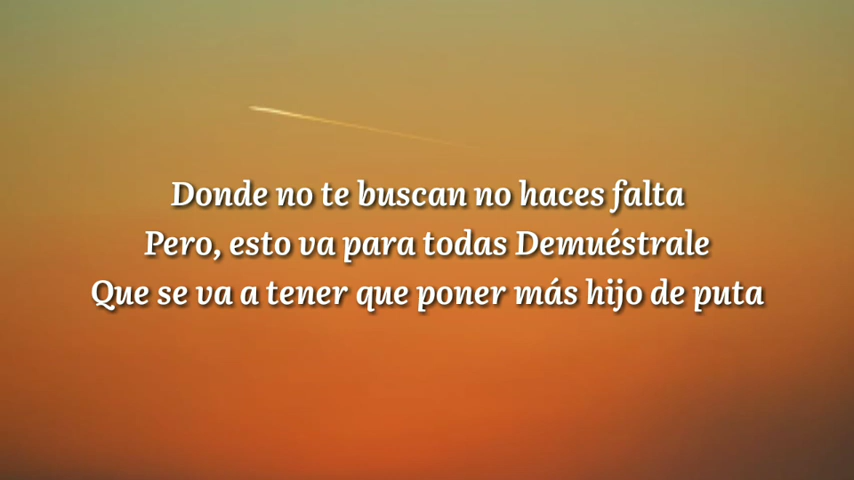 Donde no te buscan no haces falta
Pero, esto va para todas Demuéstrale
Que se va a tener que poner más hijo de puta